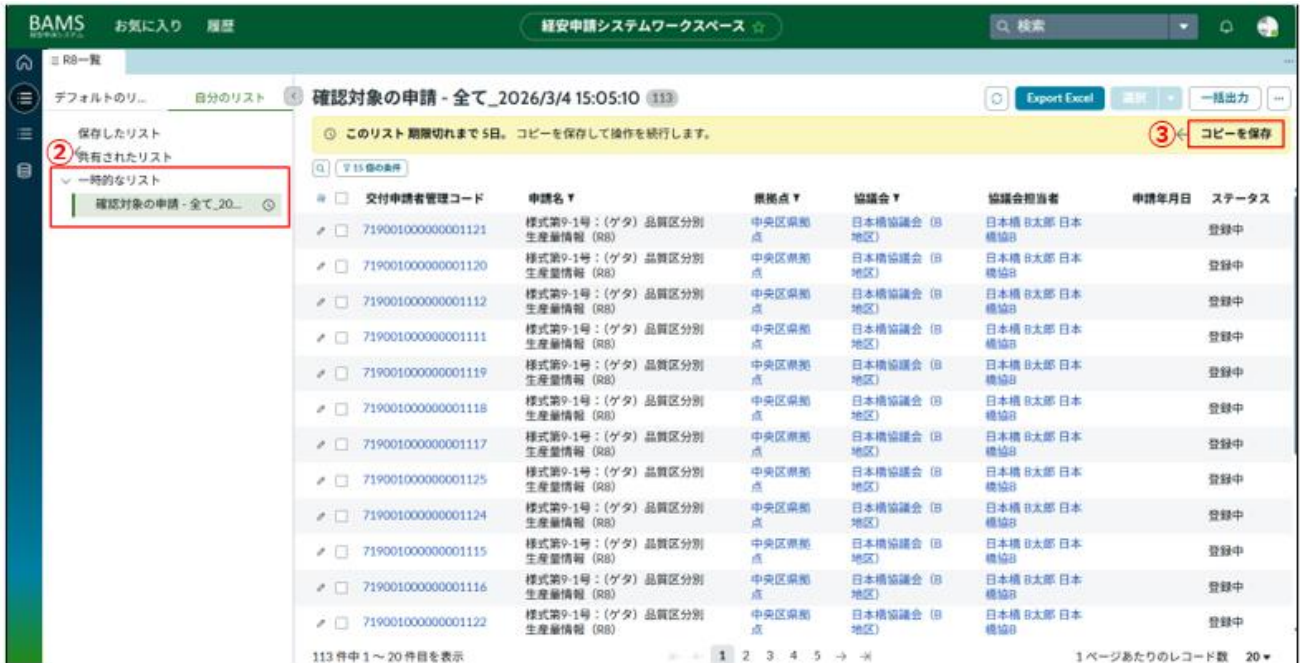 BAMS お気に入り 履歴 経安申請システムワークスペース ☆ 検索
R8一覧
デフォルトのリ... 自分のリスト 確認対象の申請 - 全て_2026/3/4 15:05:10 113 Export Excel 選択 一括出力 ...
保存したリスト このリスト 期限切れまで 5日。 コピーを保存して操作を続行します。 ③ コピーを保存
② 共有されたリスト
15 個の条件
一時的なリスト
確認対象の申請 - 全て_20...
交付申請者管理コード 申請名▼ 県拠点▼ 協議会▼ 協議会担当者 申請年月日 ステータス
719001000000001121 様式第9-1号:(ゲタ) 品質区分別 中央区県拠 日本橋協議会 (B 日本橋 B太郎 日本 登録中
生産量情報 (R8) 点 地区) 橋協B
719001000000001120 様式第9-1号:(ゲタ) 品質区分別 中央区県拠 日本橋協議会 (B 日本橋 B太郎 日本 登録中
生産量情報 (R8) 点 地区) 橋協B
719001000000001112 様式第9-1号:(ゲタ) 品質区分別 中央区県拠 日本橋協議会 (B 日本橋 B太郎 日本 登録中
生産量情報 (R8) 点 地区) 橋協B
719001000000001111 様式第9-1号:(ゲタ) 品質区分別 中央区県拠 日本橋協議会 (B 日本橋 B太郎 日本 登録中
生産量情報 (R8) 点 地区) 橋協B
719001000000001119 様式第9-1号:(ゲタ) 品質区分別 中央区県拠 日本橋協議会 (B 日本橋 B太郎 日本 登録中
生産量情報 (R8) 点 地区) 橋協B
719001000000001118 様式第9-1号:(ゲタ) 品質区分別 中央区県拠 日本橋協議会 (B 日本橋 B太郎 日本 登録中
生産量情報 (R8) 点 地区) 橋協B
719001000000001117 様式第9-1号:(ゲタ) 品質区分別 中央区県拠 日本橋協議会 (B 日本橋 B太郎 日本 登録中
生産量情報 (R8) 点 地区) 橋協B
719001000000001125 様式第9-1号:(ゲタ) 品質区分別 中央区県拠 日本橋協議会 (B 日本橋 B太郎 日本 登録中
生産量情報 (R8) 点 地区) 橋協B
719001000000001124 様式第9-1号:(ゲタ) 品質区分別 中央区県拠 日本橋協議会 (B 日本橋 B太郎 日本 登録中
生産量情報 (R8) 点 地区) 橋協B
719001000000001115 様式第9-1号:(ゲタ) 品質区分別 中央区県拠 日本橋協議会 (B 日本橋 B太郎 日本 登録中
生産量情報 (R8) 点 地区) 橋協B
719001000000001116 様式第9-1号:(ゲタ) 品質区分別 中央区県拠 日本橋協議会 (B 日本橋 B太郎 日本 登録中
生産量情報 (R8) 点 地区) 橋協B
719001000000001122 様式第9-1号:(ゲタ) 品質区分別 中央区県拠 日本橋協議会 (B 日本橋 B太郎 日本 登録中
生産量情報 (R8) 点 地区) 橋協B
113 件中 1 ~ 20 件目を表示 1 2 3 4 5 1 ページあたりのレコード数 20